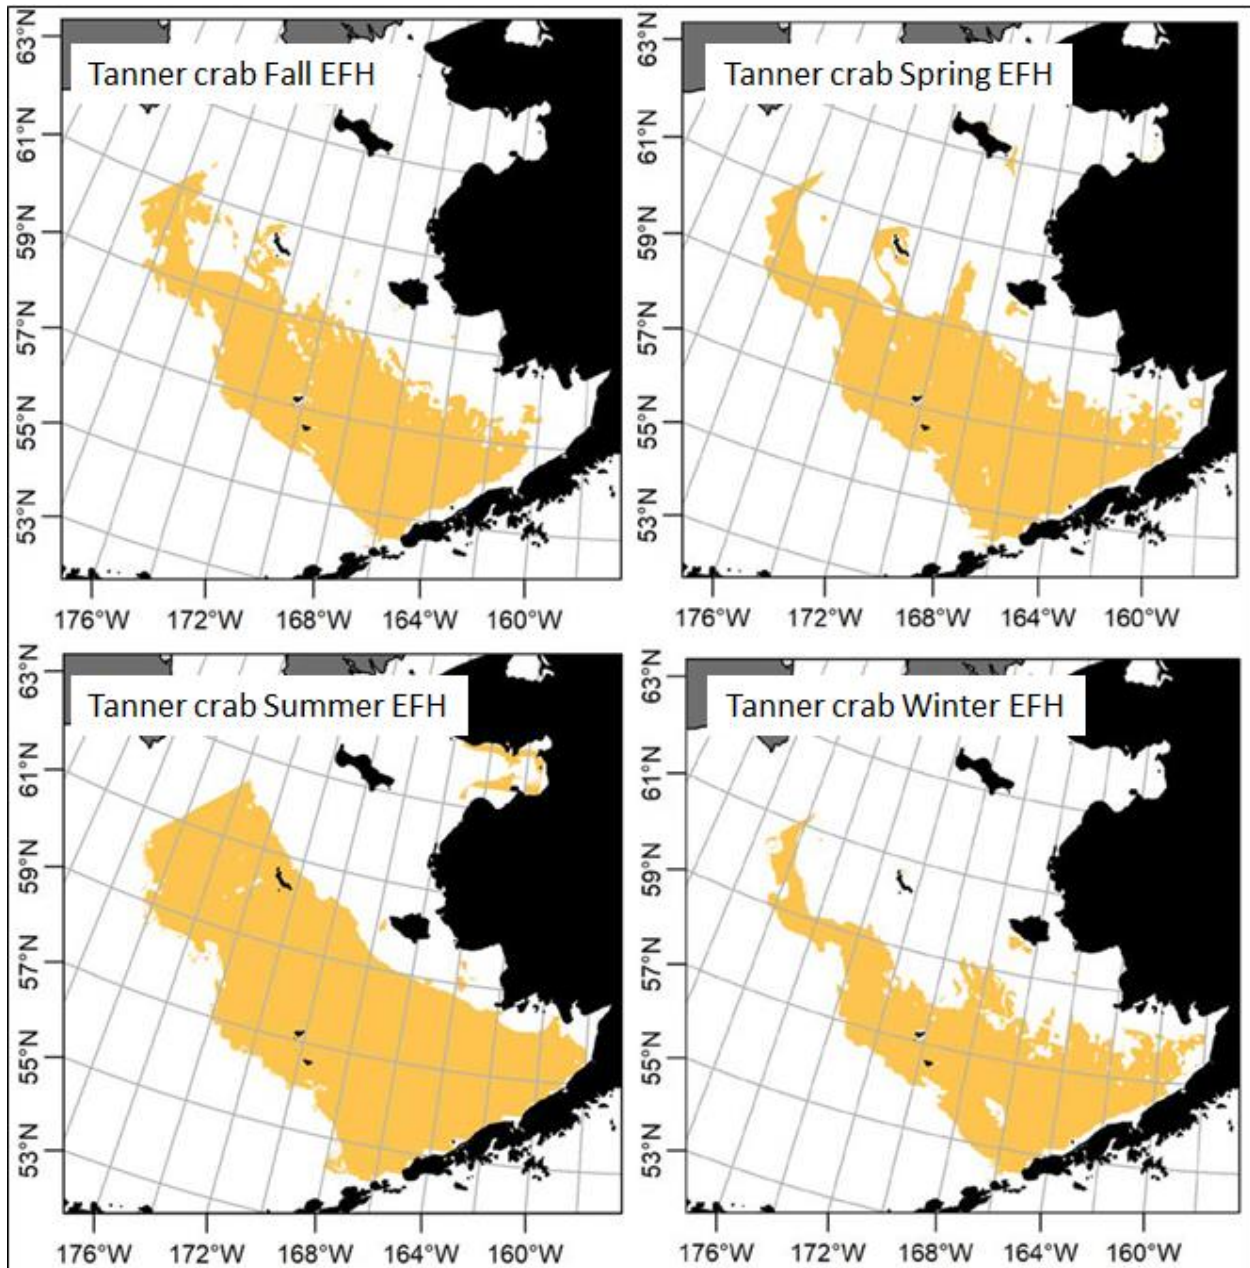 Tanner crab Fall EFH
63°N
61°N
59°N
57°N
55°N
53°N
176°W 172°W 168°W 164°W 160°W
Tanner crab Spring EFH
63°N
61°N
59°N
57°N
55°N
53°N
176°W 172°W 168°W 164°W 160°W
Tanner crab Summer EFH
63°N
61°N
59°N
57°N
55°N
53°N
176°W 172°W 168°W 164°W 160°W
Tanner crab Winter EFH
63°N
61°N
59°N
57°N
55°N
53°N
176°W 172°W 168°W 164°W 160°W